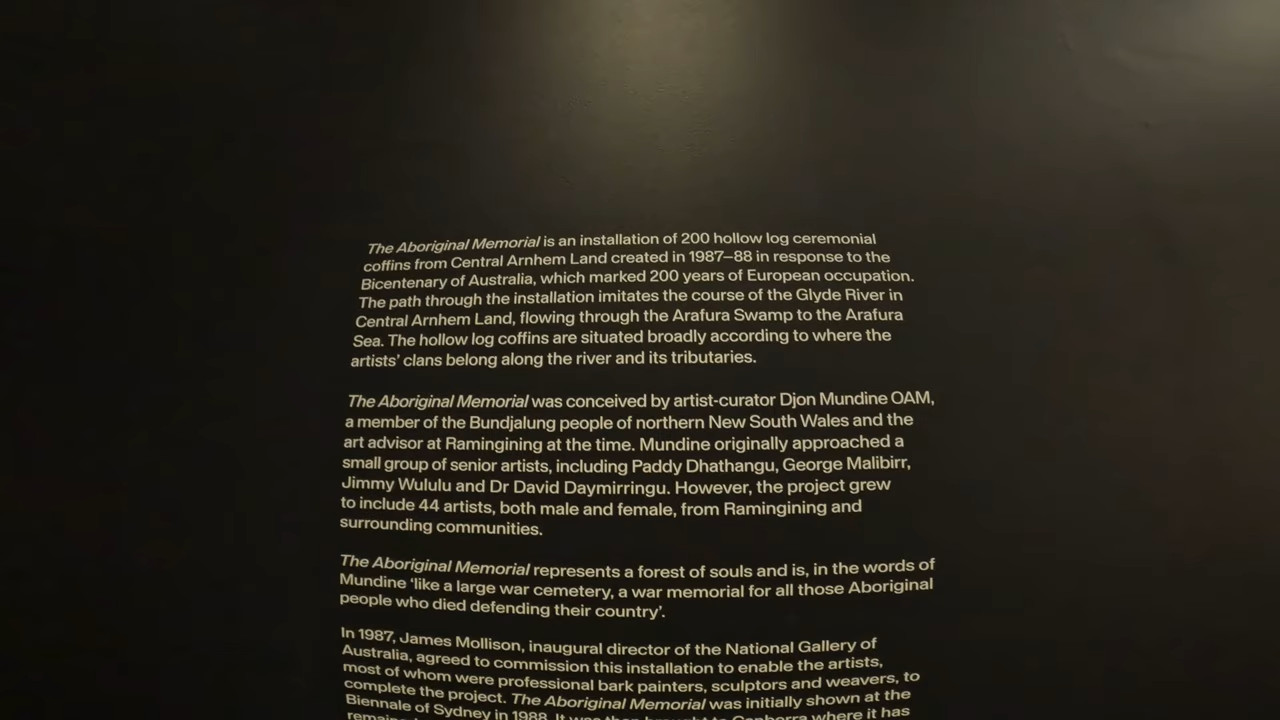 The Aboriginal Memorial is an installation of 200 hollow log ceremonial
coffins from Central Arnhem Land created in 1987–88 in response to the
Bicentenary of Australia, which marked 200 years of European occupation.
The path through the installation imitates the course of the Glyde River in
Central Arnhem Land, flowing through the Arafura Swamp to the Arafura
Sea. The hollow log coffins are situated broadly according to where the
artists’ clans belong along the river and its tributaries.
The Aboriginal Memorial was conceived by artist-curator Djon Mundine OAM,
a member of the Bundjalung people of northern New South Wales and the
art advisor at Ramingining at the time. Mundine originally approached a
small group of senior artists, including Paddy Dhathangu, George Malibirr,
Jimmy Wululu and Dr David Daymirringu. However, the project grew
to include 44 artists, both male and female, from Ramingining and
surrounding communities.
The Aboriginal Memorial represents a forest of souls and is, in the words of
Mundine ‘like a large war cemetery, a war memorial for all those Aboriginal
people who died defending their country’.
In 1987, James Mollison, inaugural director of the National Gallery of
Australia, agreed to commission this installation to enable the artists,
most of whom were professional bark painters, sculptors and weavers, to
complete the project. The Aboriginal Memorial was initially shown at the
Biennale of Sydney in 1988. It was then brought to Canberra where it has